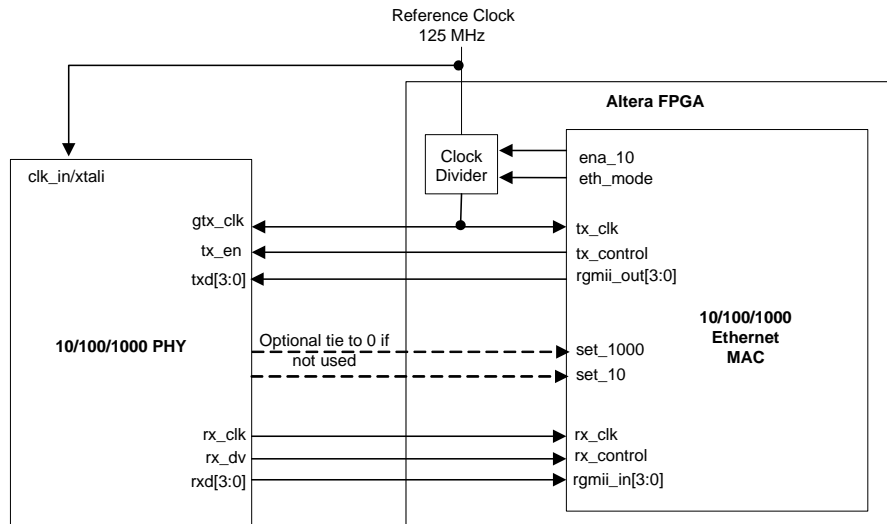 Reference Clock
125 MHz
Altera FPGA
Clock
Divider
ena_10
eth_mode
clk_in/xtali
gtx_clk
tx_clk
tx_en
tx_control
txd[3:0]
rgmii_out[3:0]
10/100/1000 PHY
Optional tie to 0 if
not used
set_1000
set_10
10/100/1000
Ethernet
MAC
rx_clk
rx_clk
rx_dv
rx_control
rxd[3:0]
rgmii_in[3:0]